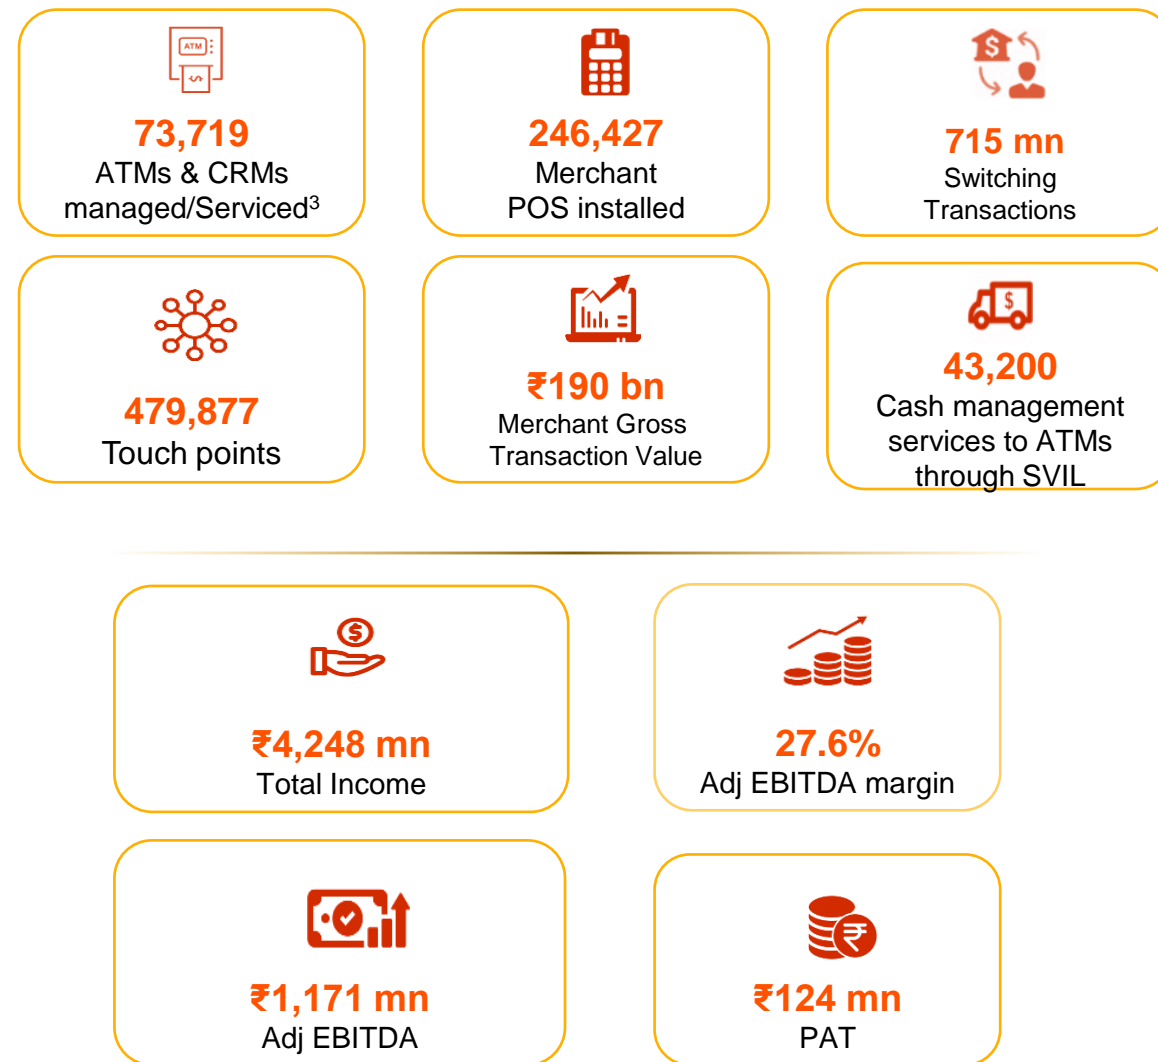 ATM
73,719
ATMs & CRMs
managed/Serviced³
246,427
Merchant
POS installed
715 mn
Switching
Transactions
479,877
Touch points
₹190 bn
Merchant Gross
Transaction Value
43,200
Cash management
services to ATMs
through SVIL
₹4,248 mn
Total Income
27.6%
Adj EBITDA margin
₹1,171 mn
Adj EBITDA
₹124 mn
PAT